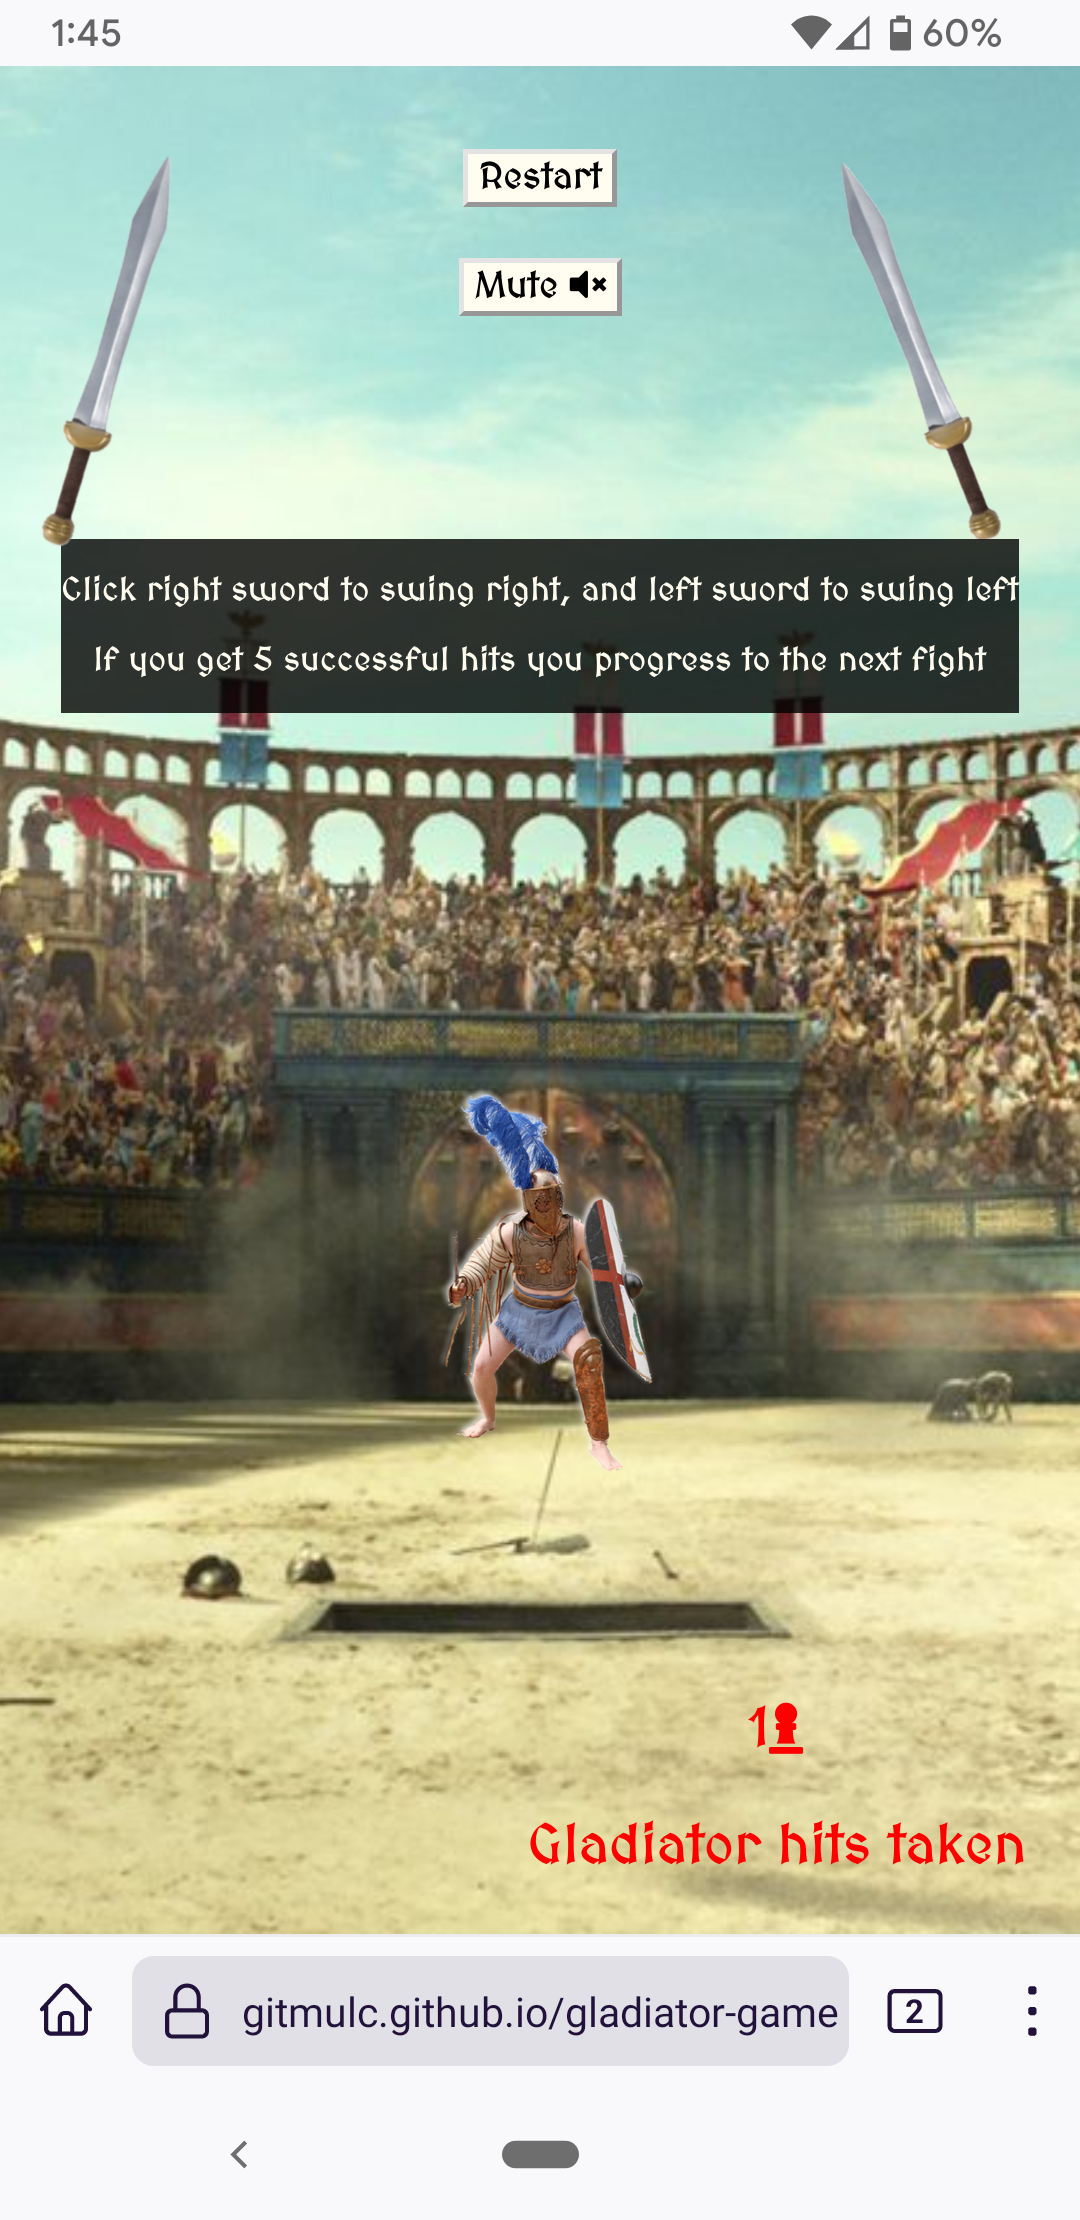 1:45
60%
Restart
Mute
Click right sword to swing right, and left sword to swing left
If you get 5 successful hits you progress to the next fight
1
Gladiator hits taken
gitmulc.github.io/gladiator-game
2